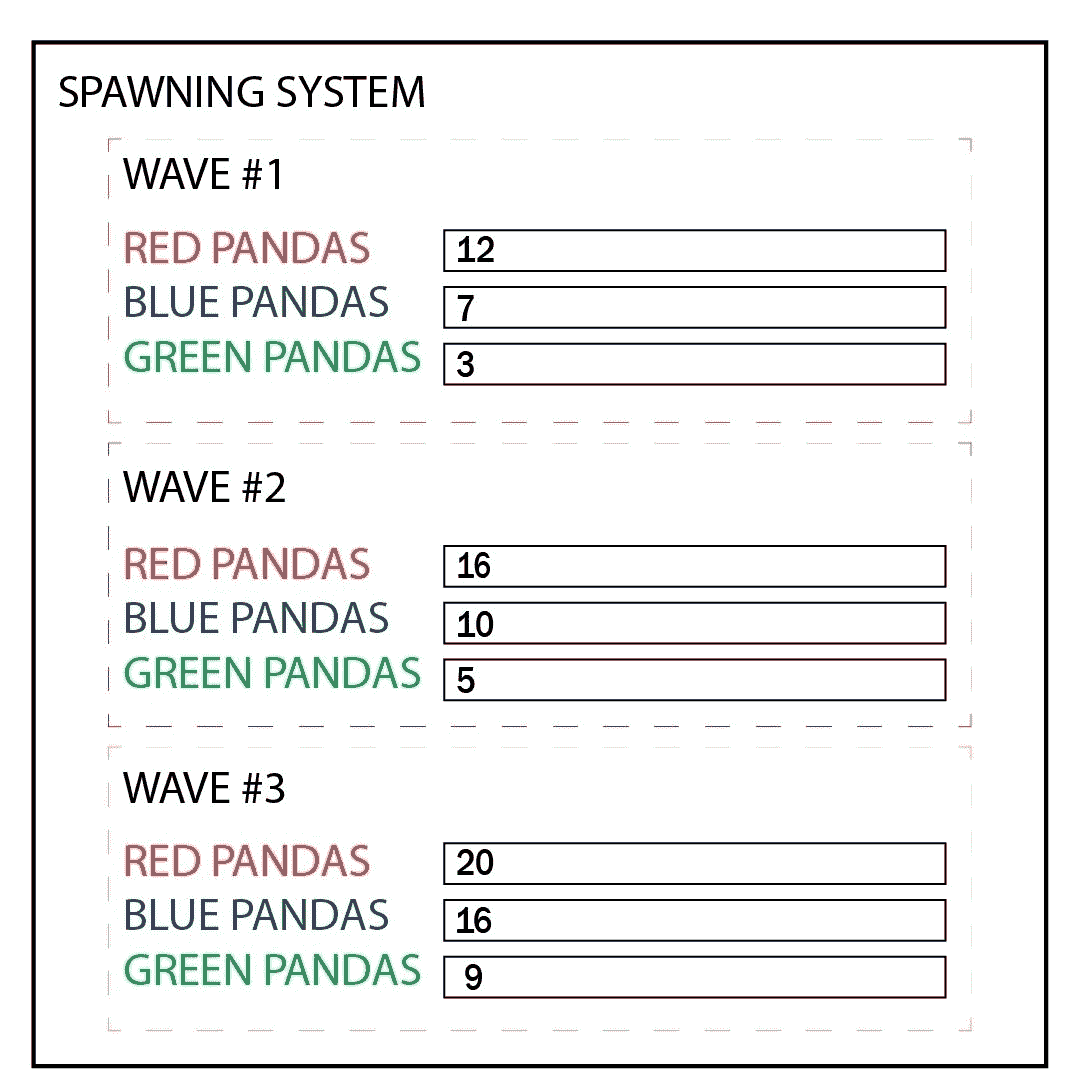 SPAWNING SYSTEM
WAVE #1
RED PANDAS 12
BLUE PANDAS 7
GREEN PANDAS 3
WAVE #2
RED PANDAS 16
BLUE PANDAS 10
GREEN PANDAS 5
WAVE #3
RED PANDAS 20
BLUE PANDAS 16
GREEN PANDAS 9